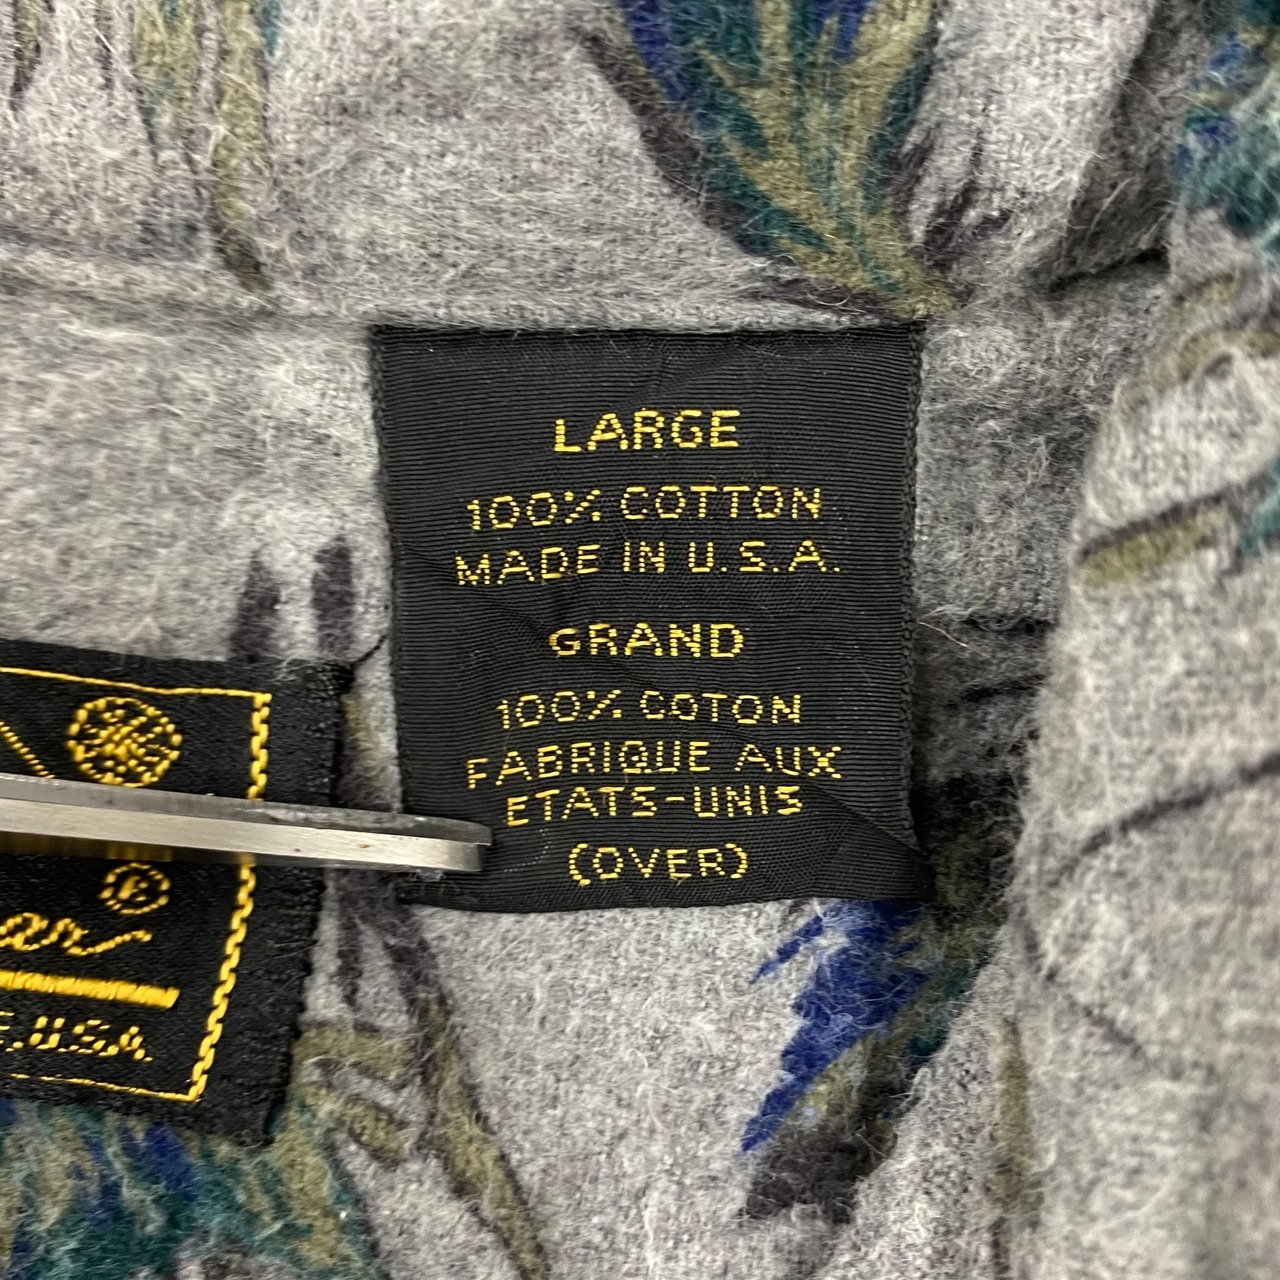 LARGE
100% COTTON
MADE IN U.S.A.
GRAND
100% COTON
FABRIQUE AUX
ETATS-UNIS
(OVER)
®
U.S.A.